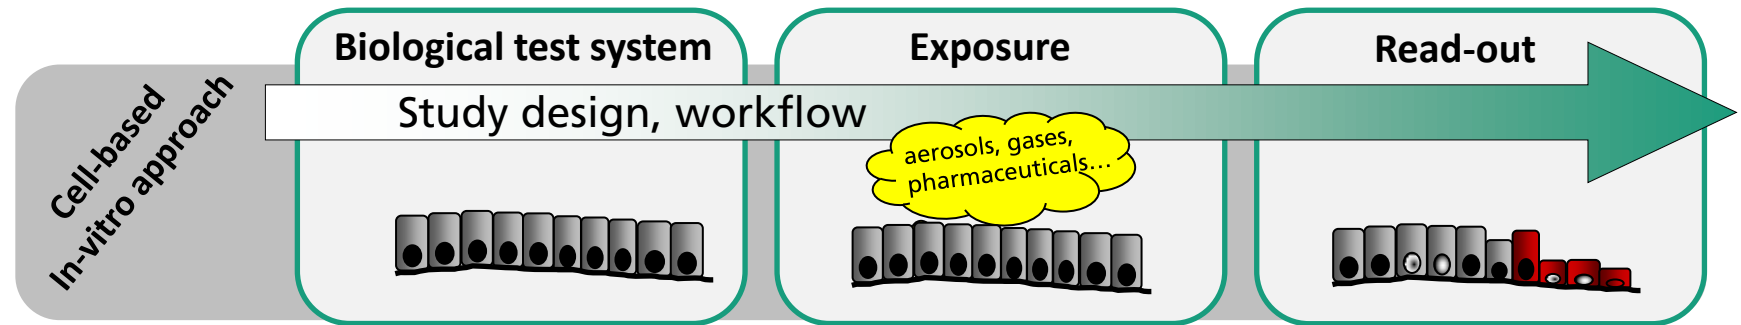 Cell-based
In-vitro approach
Biological test system
Exposure
Read-out
Study design, workflow
aerosols, gases,
pharmaceuticals...